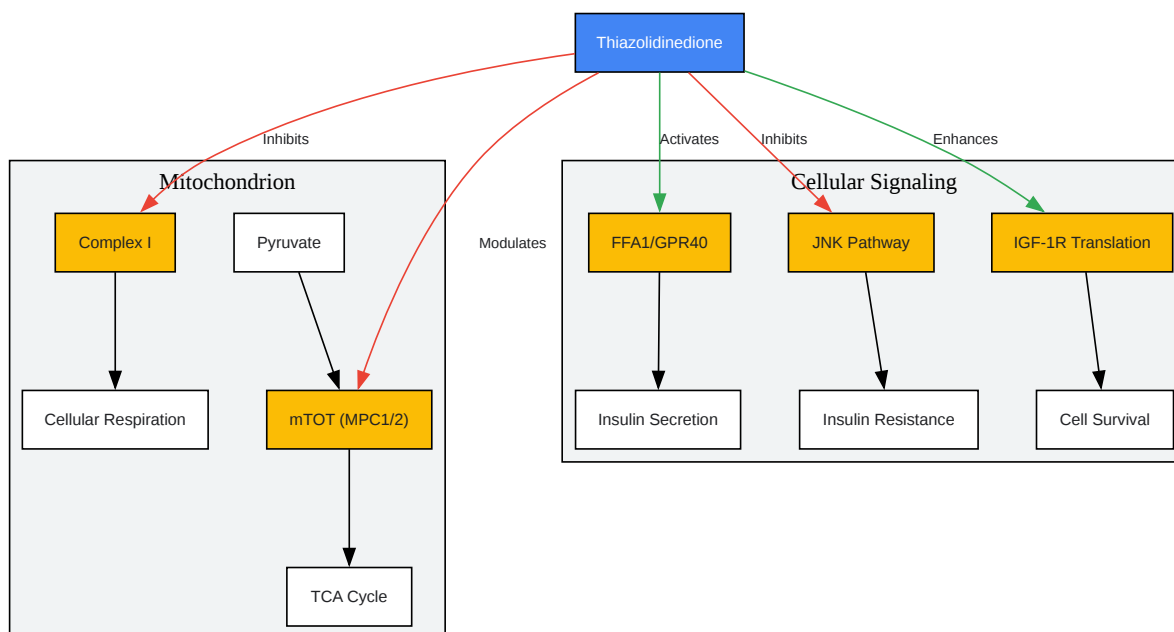 Thiazolidinedione
Inhibits
Activates
Inhibits
Enhances
Mitochondrion
Cellular Signaling
Complex I
Pyruvate
Modulates
FFA1/GPR40
JNK Pathway
IGF-1R Translation
Cellular Respiration
mTOT (MPC1/2)
Insulin Secretion
Insulin Resistance
Cell Survival
TCA Cycle